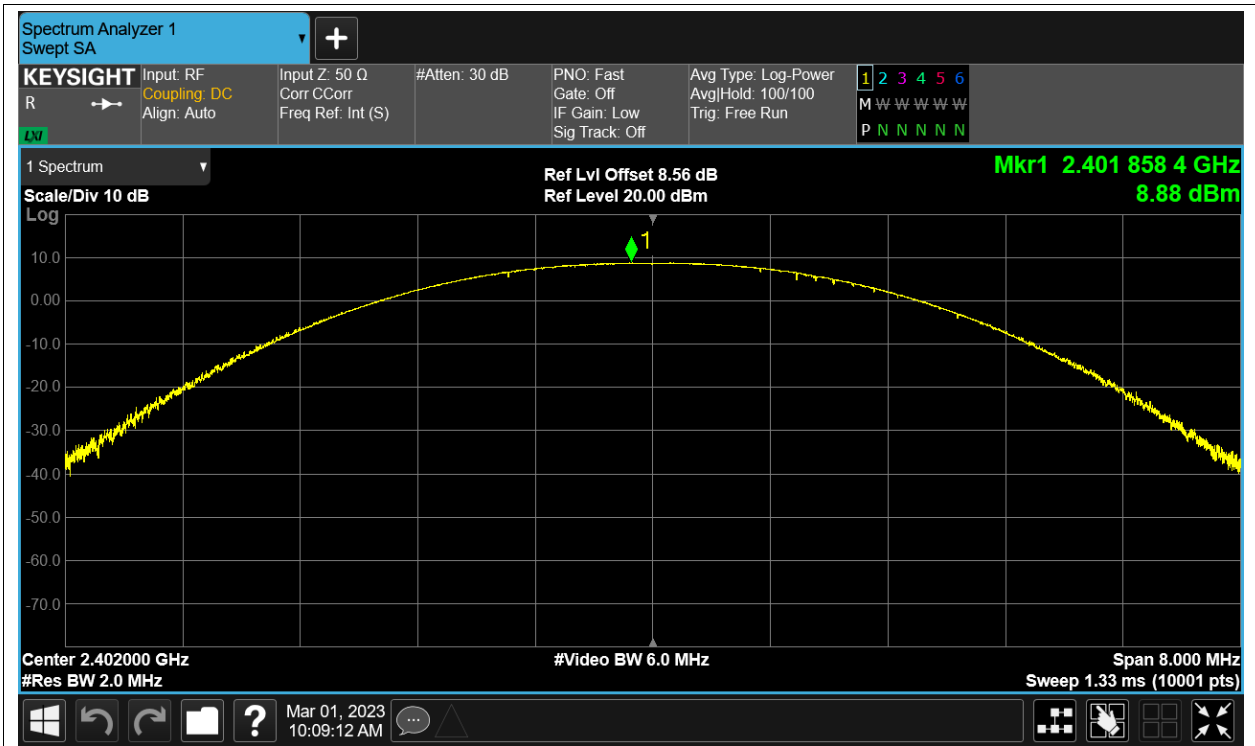 Spectrum Analyzer 1
Swept SA
KEYSIGHT
R
LXI
Input: RF
Coupling: DC
Align: Auto
Input Z: 50 Ω
Corr CCorr
Freq Ref: Int (S)
#Atten: 30 dB
PNO: Fast
Gate: Off
IF Gain: Low
Sig Track: Off
Avg Type: Log-Power
Avg|Hold: 100/100
Trig: Free Run
1 2 3 4 5 6
M W W W W W
P N N N N N
1 Spectrum
Scale/Div 10 dB
Log
Ref Lvl Offset 8.56 dB
Ref Level 20.00 dBm
Mkr1 2.401 858 4 GHz
8.88 dBm
1
10.0
0.00
-10.0
-20.0
-30.0
-40.0
-50.0
-60.0
-70.0
Center 2.402000 GHz
#Res BW 2.0 MHz
#Video BW 6.0 MHz
Span 8.000 MHz
Sweep 1.33 ms (10001 pts)
?
Mar 01, 2023
10:09:12 AM